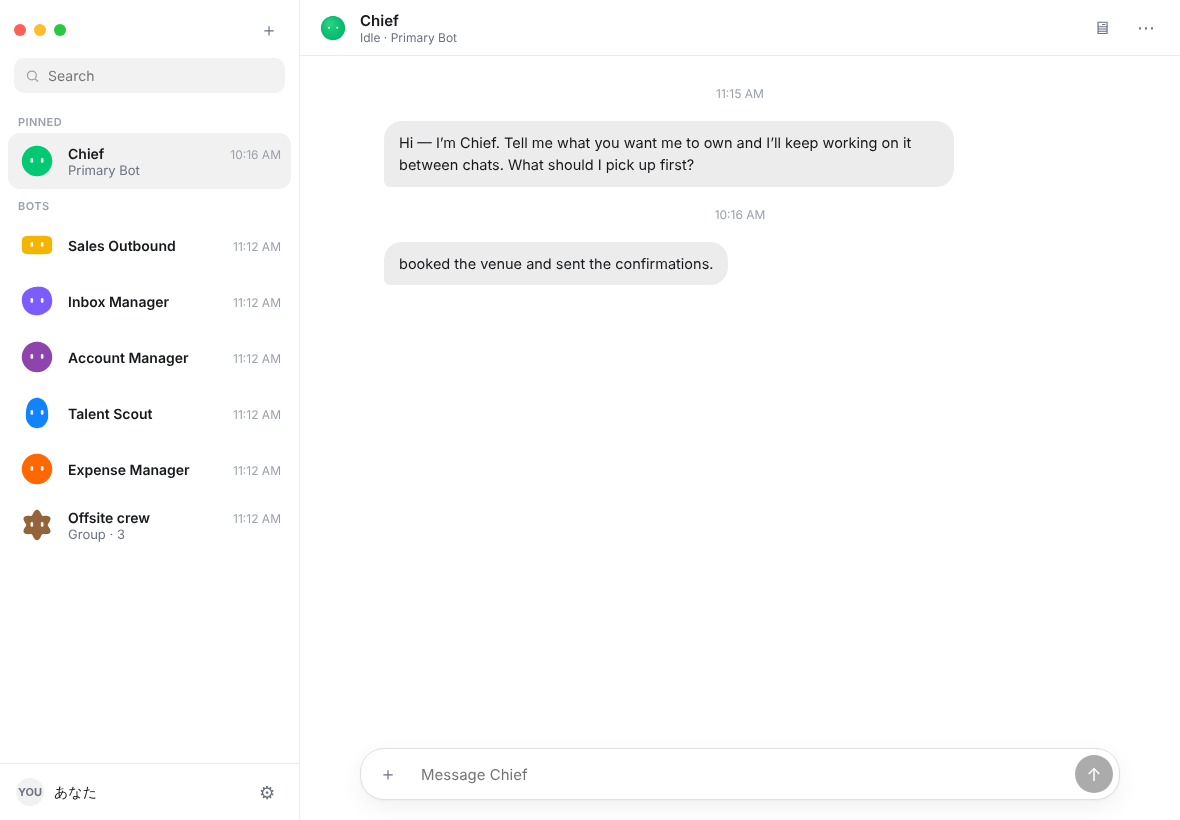 +
Search
PINNED
Chief
10:16 AM
Primary Bot
BOTS
Sales Outbound
11:12 AM
Inbox Manager
11:12 AM
Account Manager
11:12 AM
Talent Scout
11:12 AM
Expense Manager
11:12 AM
Offsite crew
11:12 AM
Group · 3
YOU
あなた
Chief
Idle · Primary Bot
11:15 AM
Hi — I’m Chief. Tell me what you want me to own and I’ll keep working on it
between chats. What should I pick up first?
10:16 AM
booked the venue and sent the confirmations.
+
Message Chief